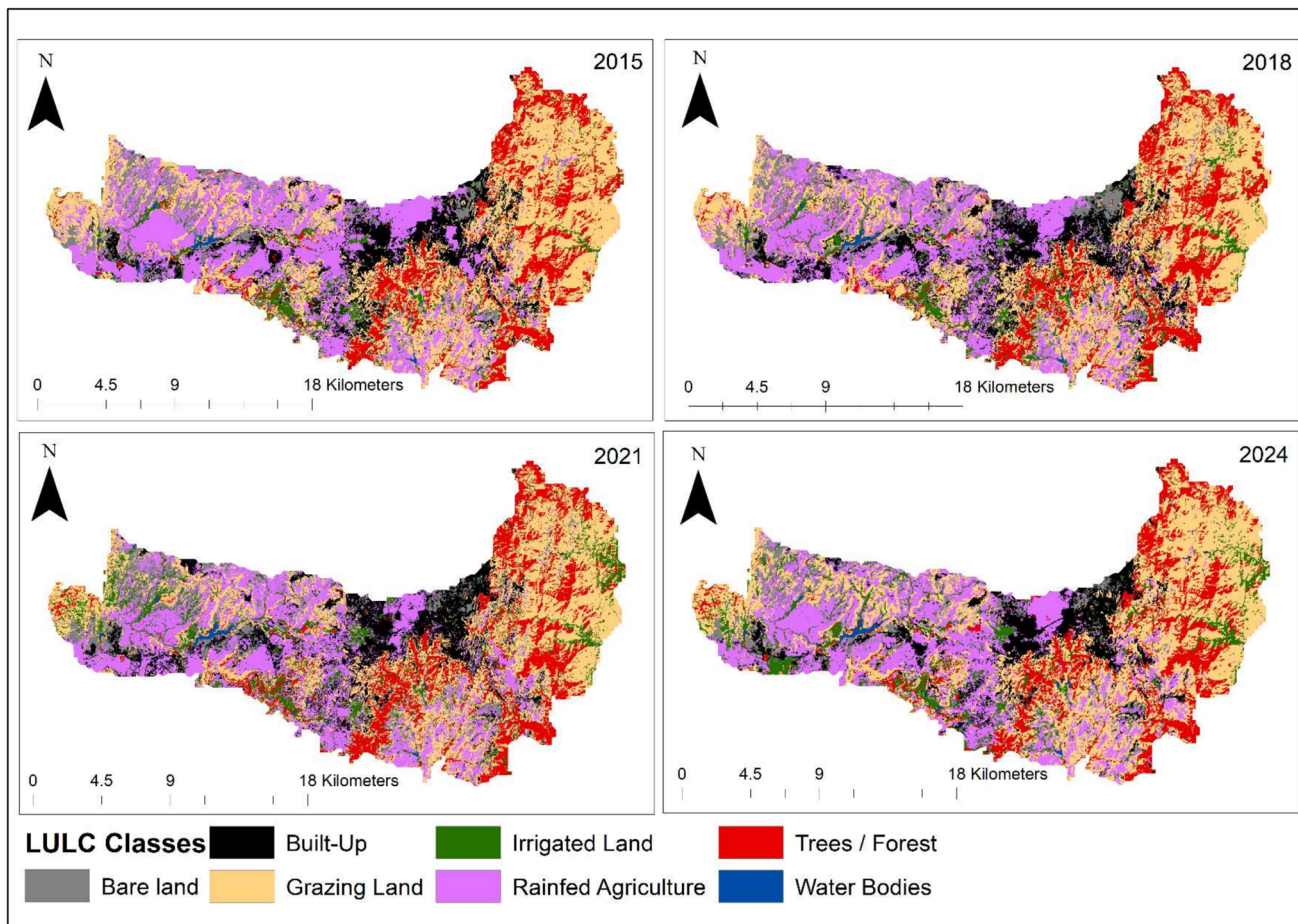 N
2015
0 4.5 9 18 Kilometers
N
2018
0 4.5 9 18 Kilometers
N
2021
0 4.5 9 18 Kilometers
N
2024
0 4.5 9 18 Kilometers
LULC Classes
Built-Up
Irrigated Land
Trees / Forest
Bare land
Grazing Land
Rainfed Agriculture
Water Bodies